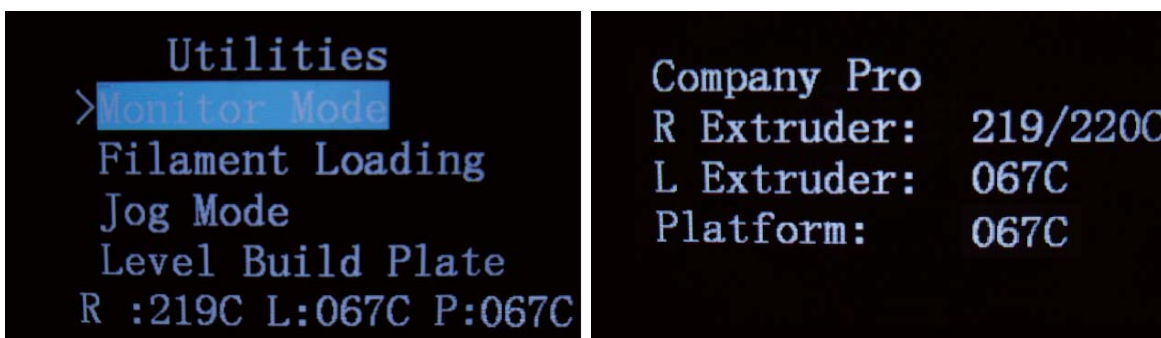 Utilities
>Monitor Mode
Filament Loading
Jog Mode
Level Build Plate
R :219C L:067C P:067C
Company Pro
R Extruder: 219/220C
L Extruder: 067C
Platform: 067C